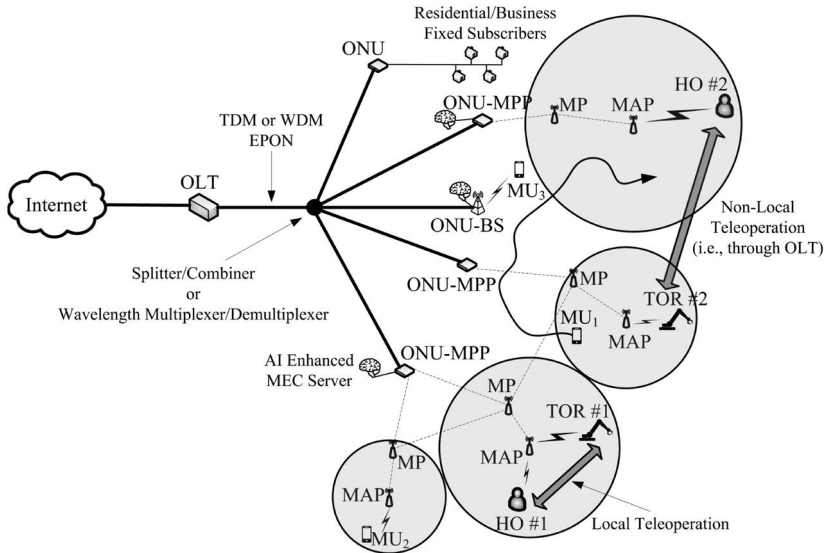 Residential/Business
Fixed Subscribers
ONU
ONU-MPP
MP
MAP
HO #2
TDM or WDM
EPON
OLT
Internet
MU3
ONU-BS
Non-Local
Teleoperation
(i.e., through OLT)
Splitter/Combiner
or
Wavelength Multiplexer/Demultiplexer
ONU-MPP
MP
TOR #2
MU1
MAP
AI Enhanced
MEC Server
ONU-MPP
MP
TOR #1
MAP
MP
MAP
HO #1
MU2
Local Teleoperation